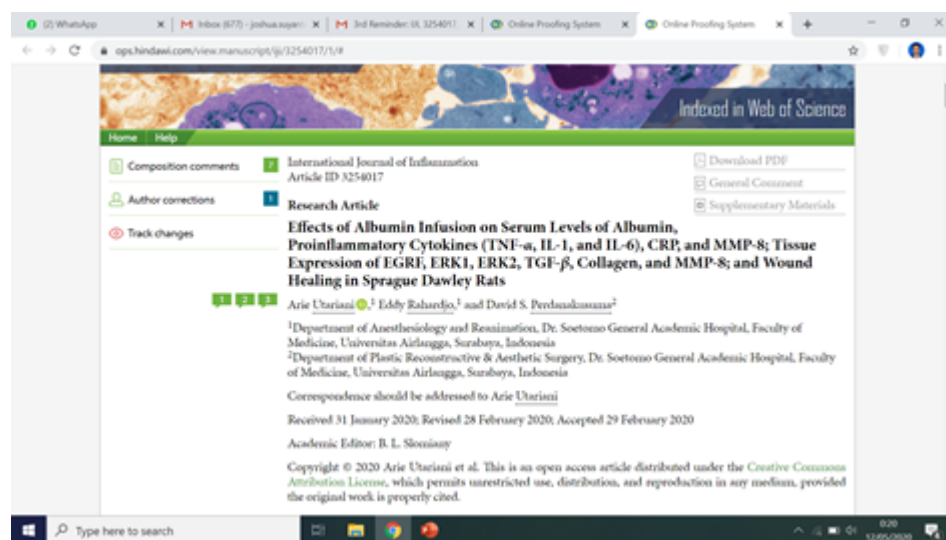 (2) WhatsApp
Inbox (677) - joshua.suyan
3rd Reminder: UI, 3254017.
Online Proofing System
Online Proofing System
ops.hindawi.com/view.manuscript/iji/3254017/1/#
Indexed in Web of Science
Home Help
Composition comments 7
Author corrections 1
Track changes
International Journal of Inflammation
Article ID 3254017
Download PDF
General Comment
Supplementary Materials
Research Article
Effects of Albumin Infusion on Serum Levels of Albumin,
Proinflammatory Cytokines (TNF-α, IL-1, and IL-6), CRP, and MMP-8; Tissue
Expression of EGRF, ERK1, ERK2, TGF-β, Collagen, and MMP-8; and Wound
Healing in Sprague Dawley Rats
1 2 3
Arie Utariani,1 Eddy Rahardjo,1 and David S. Perdanakusuma2
1Department of Anesthesiology and Reanimation, Dr. Soetomo General Academic Hospital, Faculty of
Medicine, Universitas Airlangga, Surabaya, Indonesia
2Department of Plastic Reconstructive & Aesthetic Surgery, Dr. Soetomo General Academic Hospital, Faculty
of Medicine, Universitas Airlangga, Surabaya, Indonesia
Correspondence should be addressed to Arie Utariani
Received 31 January 2020; Revised 28 February 2020; Accepted 29 February 2020
Academic Editor: B. L. Slomiany
Copyright © 2020 Arie Utariani et al. This is an open access article distributed under the Creative Commons
Attribution License, which permits unrestricted use, distribution, and reproduction in any medium, provided
the original work is properly cited.
Type here to search
0:20
12/05/2020